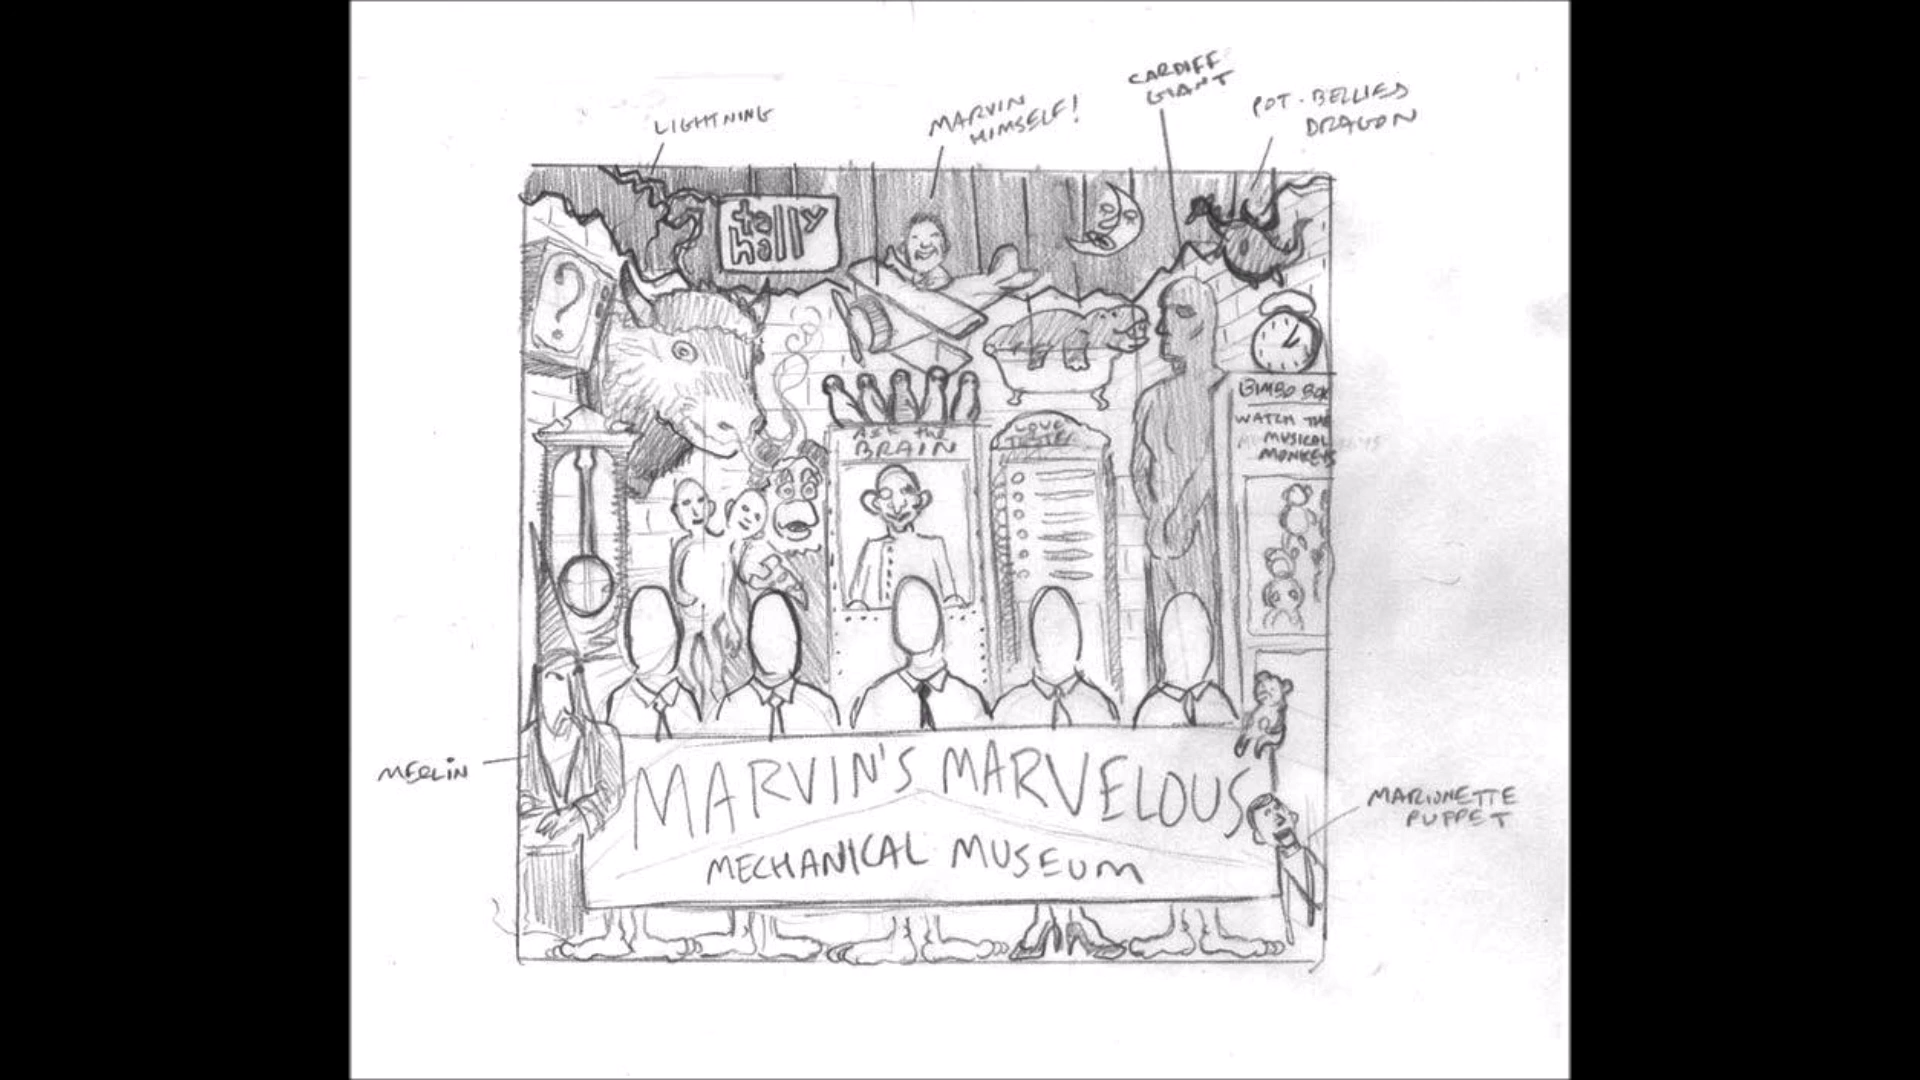 CARDIFF
GIANT
LIGHTNING
MARVIN
HIMSELF!
POT-BELLIED
DRAGON
tally
hall
?
BIMBO BOX
WATCH THE
MUSICAL
MONKEYS
ASK the
BRAIN
LOVE
TESTER
MERLIN
MARVIN'S MARVELOUS
MECHANICAL MUSEUM
MARIONETTE
PUPPET